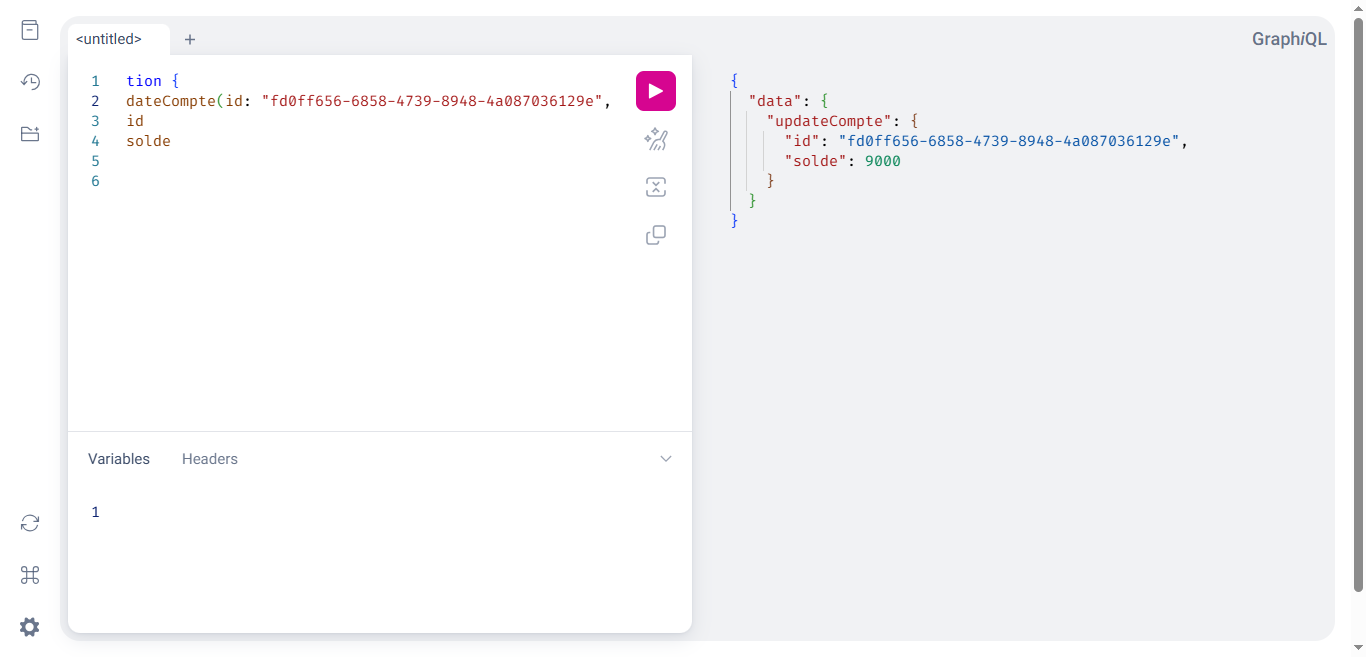 <untitled> +
GraphiQL
1 tion {
2 dateCompte(id: "fd0ff656-6858-4739-8948-4a087036129e",
3 id
4 solde
5
6
{
"data": {
"updateCompte": {
"id": "fd0ff656-6858-4739-8948-4a087036129e",
"solde": 9000
}
}
}
Variables Headers
1